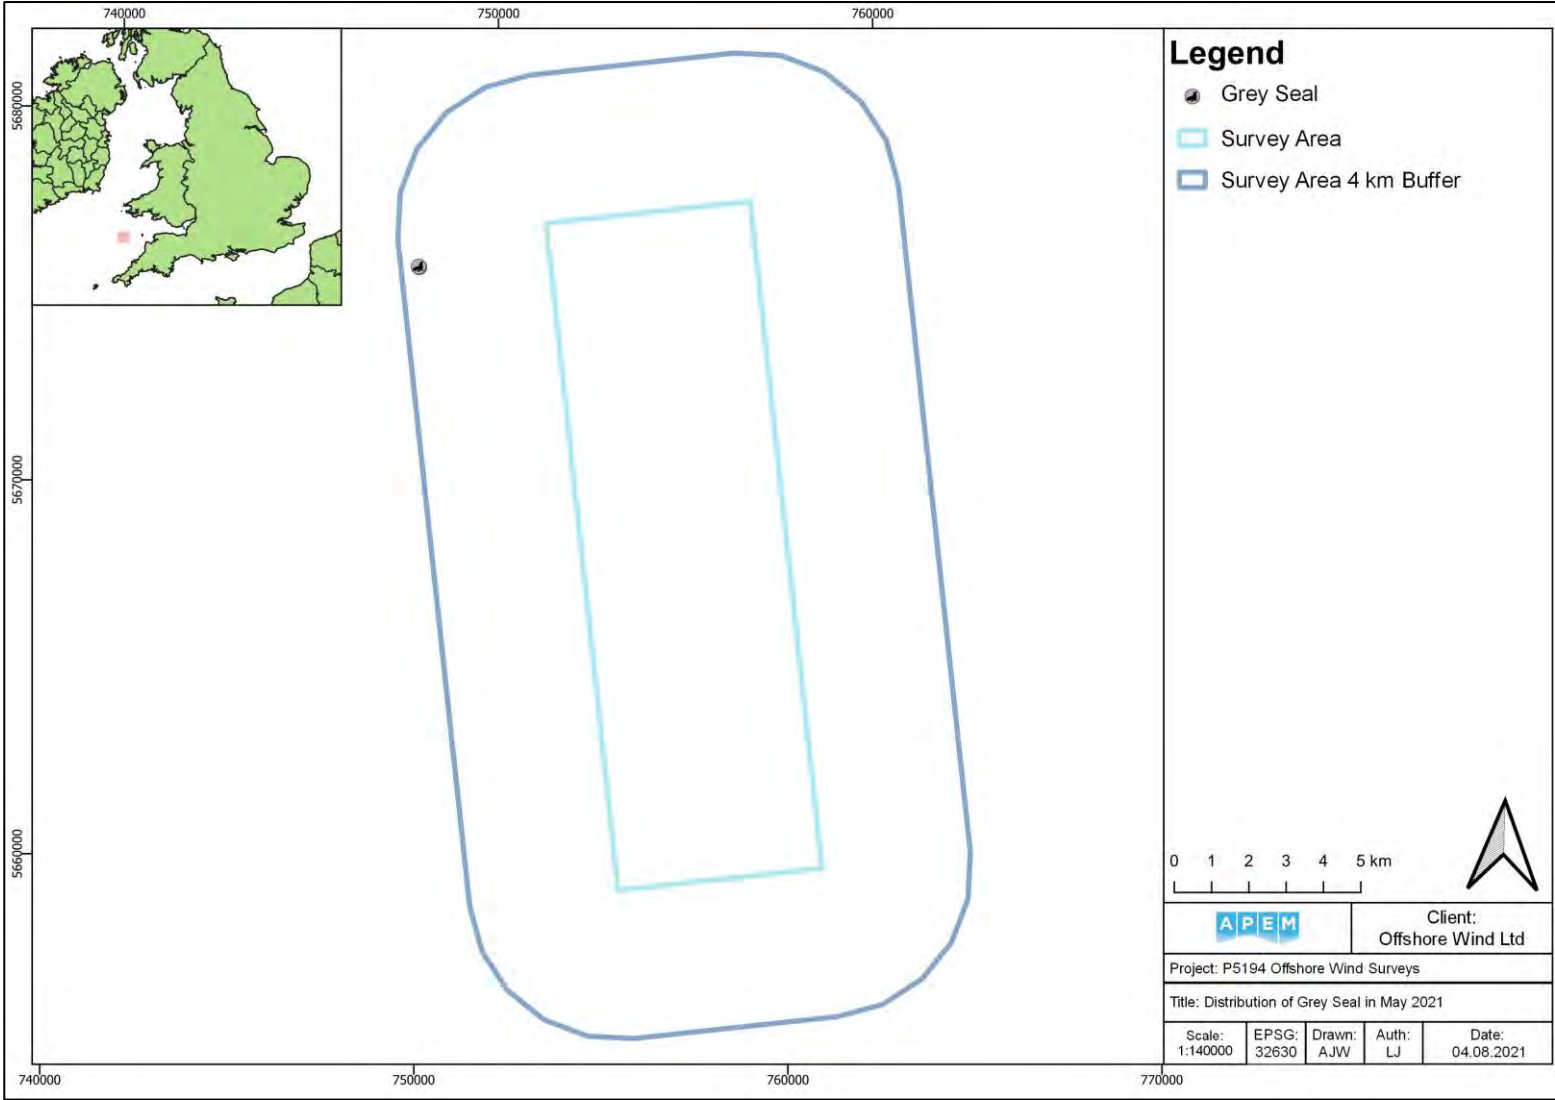 740000
750000
760000
5680000
5670000
5660000
740000
750000
760000
770000
Legend
Grey Seal
Survey Area
Survey Area 4 km Buffer
0 1 2 3 4 5 km
APEM
Client:
Offshore Wind Ltd
Project: P5194 Offshore Wind Surveys
Title: Distribution of Grey Seal in May 2021
Scale:
1:140000
EPSG:
32630
Drawn:
AJW
Auth:
LJ
Date:
04.08.2021